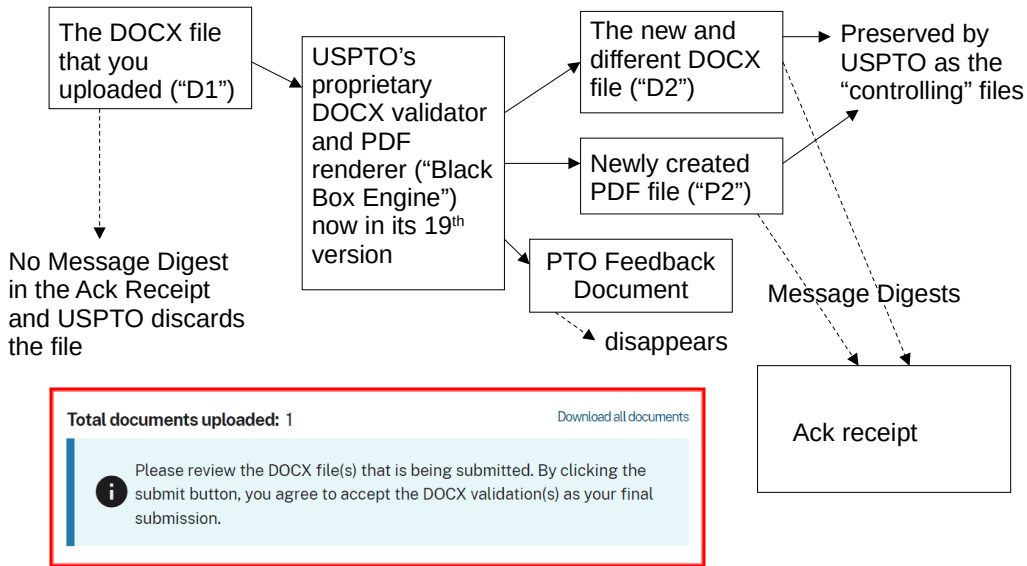 The DOCX file
that you
uploaded (“D1”)
USPTO’s
proprietary
DOCX validator
and PDF
renderer (“Black
Box Engine”)
now in its 19th
version
The new and
different DOCX
file (“D2”)
Preserved by
USPTO as the
“controlling” files
Newly created
PDF file (“P2”)
No Message Digest
in the Ack Receipt
and USPTO discards
the file
PTO Feedback
Document
disappears
Message Digests
Ack receipt
Total documents uploaded: 1
Download all documents
Please review the DOCX file(s) that is being submitted. By clicking the
submit button, you agree to accept the DOCX validation(s) as your final
submission.